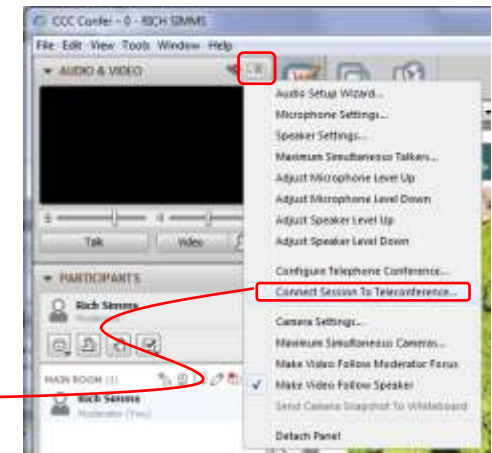 CCC Confer - 0 - RICH SIMMS
File Edit View Tools Window Help
AUDIO & VIDEO
Talk
Video
PARTICIPANTS
Rich Simms
Moderator
MAIN ROOM (1)
Rich Simms
Moderator (You)
Audio Setup Wizard...
Microphone Settings...
Speaker Settings...
Maximum Simultaneous Talkers...
Adjust Microphone Level Up
Adjust Microphone Level Down
Adjust Speaker Level Up
Adjust Speaker Level Down
Configure Telephone Conference...
Connect Session To Teleconference...
Camera Settings...
Maximum Simultaneous Cameras...
Make Video Follow Moderator Focus
Make Video Follow Speaker
Send Camera Snapshot To Whiteboard
Detach Panel